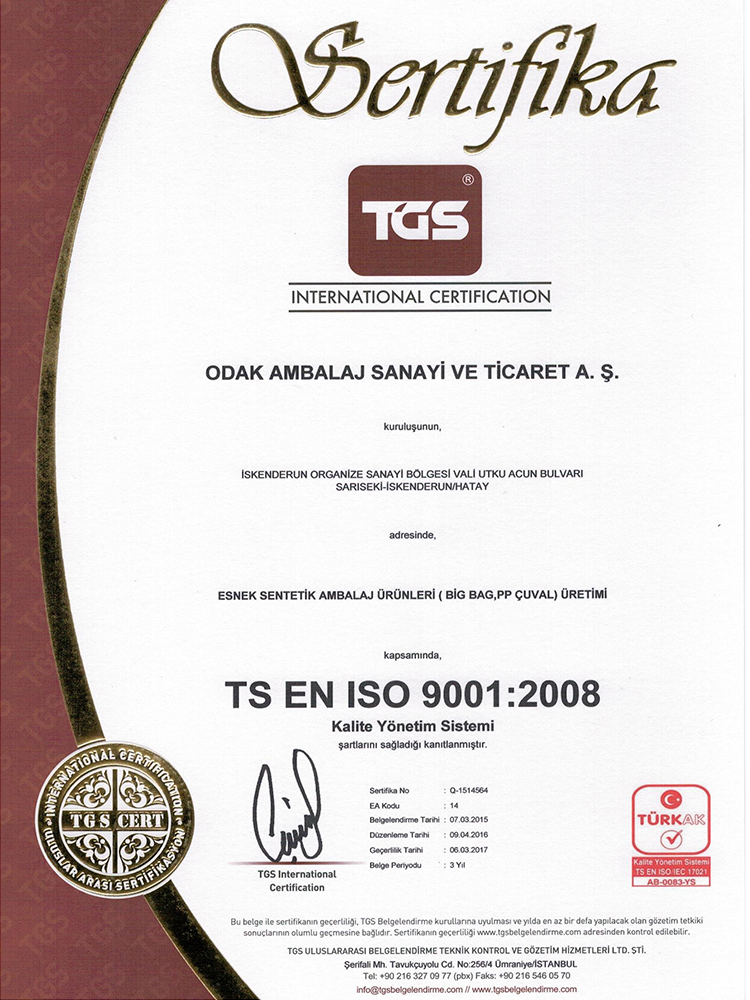 Sertifika
TGS ®
INTERNATIONAL CERTIFICATION
ODAK AMBALAJ SANAYİ VE TİCARET A. Ş.
kuruluşunun,
İSKENDERUN ORGANİZE SANAYİ BÖLGESİ VALİ UTKU ACUN BULVARI
SARISEKİ-İSKENDERUN/HATAY
adresinde,
ESNEK SENTETİK AMBALAJ ÜRÜNLERİ ( BİG BAG,PP ÇUVAL) ÜRETİMİ
kapsamında,
TS EN ISO 9001:2008
Kalite Yönetim Sistemi
şartlarını sağladığı kanıtlanmıştır.
Sertifika No : Q-1514564
EA Kodu : 14
Belgelendirme Tarihi : 07.03.2015
Düzenleme Tarihi : 09.04.2016
Geçerlilik Tarihi : 06.03.2017
Belge Periyodu : 3 Yıl
TGS International
Certification
INTERNATIONAL CERTIFICATION
TGS CERT
ULUSLAR ARASI SERTİFİKASYON
TÜRKAK
Kalite Yönetim Sistemi
TS EN ISO/IEC 17021
AB-0083-YS
Bu belge ile sertifikanın geçerliliği, TGS Belgelendirme kurallarına uyulması ve yılda en az bir defa yapılacak olan gözetim tetkiki
sonuçlarının olumlu geçmesine bağlıdır. Sertifikanın geçerliliği www.tgsbelgelendirme.com adresinden kontrol edilebilir.
TGS ULUSLARARASI BELGELENDİRME TEKNİK KONTROL VE GÖZETİM HİZMETLERİ LTD. ŞTİ.
Şerifali Mh. Tavukçuyolu Cd. No:256/4 Ümraniye/İSTANBUL
Tel: +90 216 327 09 77 (pbx) Faks: +90 216 546 05 70
info@tgsbelgelendirme.com // www.tgsbelgelendirme.com